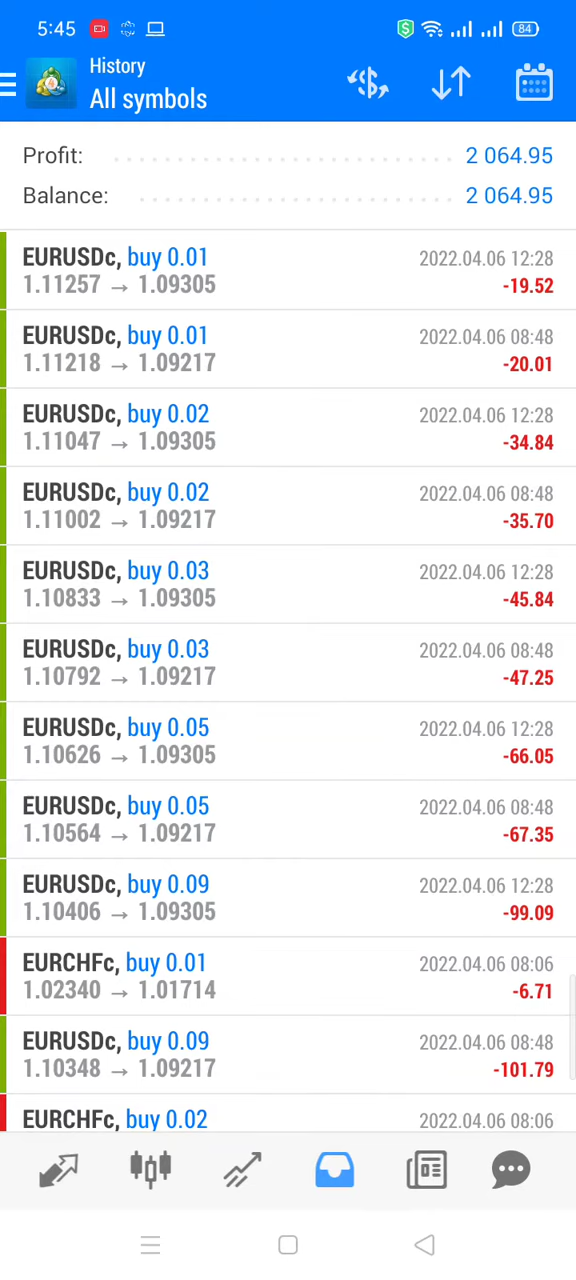 5:45
84
History
All symbols
Profit: 2 064.95
Balance: 2 064.95
EURUSDc, buy 0.01 2022.04.06 12:28
1.11257 → 1.09305 -19.52
EURUSDc, buy 0.01 2022.04.06 08:48
1.11218 → 1.09217 -20.01
EURUSDc, buy 0.02 2022.04.06 12:28
1.11047 → 1.09305 -34.84
EURUSDc, buy 0.02 2022.04.06 08:48
1.11002 → 1.09217 -35.70
EURUSDc, buy 0.03 2022.04.06 12:28
1.10833 → 1.09305 -45.84
EURUSDc, buy 0.03 2022.04.06 08:48
1.10792 → 1.09217 -47.25
EURUSDc, buy 0.05 2022.04.06 12:28
1.10626 → 1.09305 -66.05
EURUSDc, buy 0.05 2022.04.06 08:48
1.10564 → 1.09217 -67.35
EURUSDc, buy 0.09 2022.04.06 12:28
1.10406 → 1.09305 -99.09
EURCHFc, buy 0.01 2022.04.06 08:06
1.02340 → 1.01714 -6.71
EURUSDc, buy 0.09 2022.04.06 08:48
1.10348 → 1.09217 -101.79
EURCHFc, buy 0.02 2022.04.06 08:06